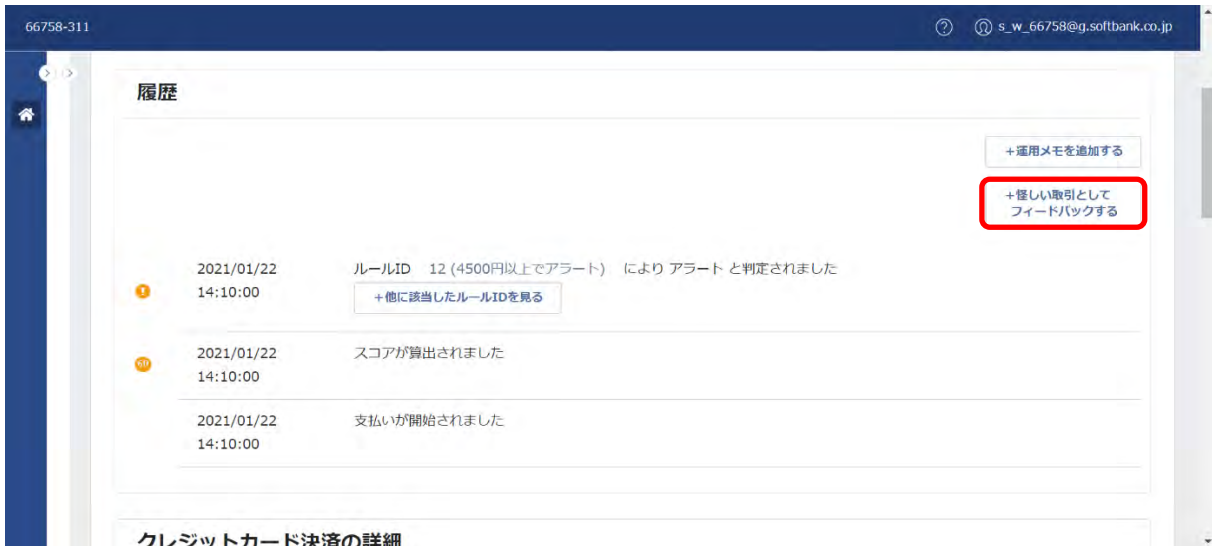 66758-311
s_w_66758@g.softbank.co.jp
履歴
+運用メモを追加する
+怪しい取引として
フィードバックする
2021/01/22 ルールID 12 (4500円以上でアラート) により アラート と判定されました
14:10:00 +他に該当したルールIDを見る
60 2021/01/22 スコアが算出されました
14:10:00
2021/01/22 支払いが開始されました
14:10:00
クレジットカード決済の詳細